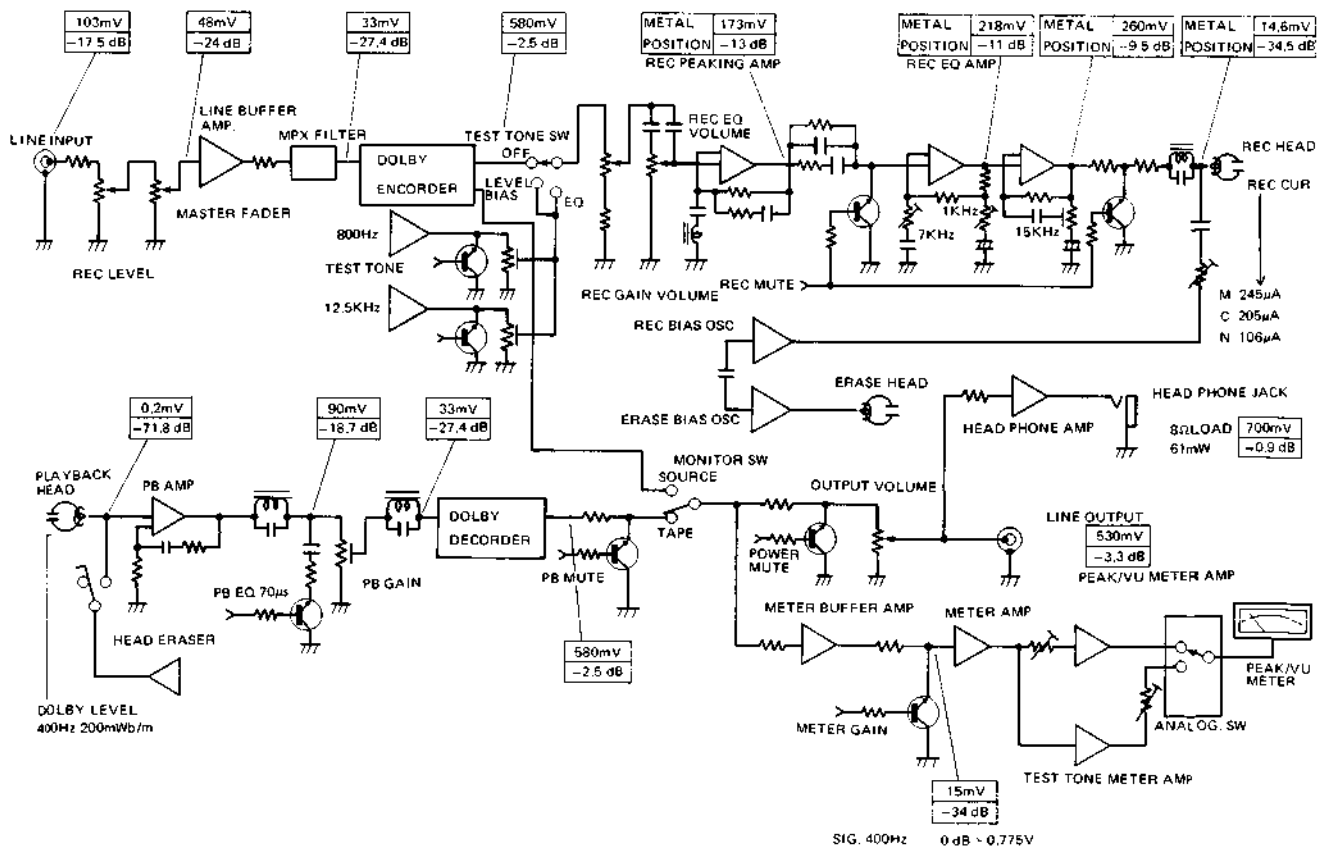 103mV
-17.5 dB
48mV
-24 dB
33mV
-27.4 dB
580mV
-2.5 dB
METAL POSITION
173mV
-13 dB
REC PEAKING AMP
METAL POSITION
218mV
-11 dB
REC EQ AMP
METAL POSITION
260mV
-9.5 dB
METAL POSITION
14.6mV
-34.5 dB
LINE INPUT
LINE BUFFER
AMP.
MPX FILTER
TEST TONE SW
OFF
REC EQ
VOLUME
DOLBY
ENCORDER
LEVEL
BIAS
EQ
REC HEAD
REC CUR
MASTER FADER
REC LEVEL
800Hz
TEST TONE
12.5KHz
1KHz
7KHz
15KHz
REC MUTE
REC GAIN VOLUME
M 245µA
C 205µA
N 106µA
REC BIAS OSC
ERASE HEAD
ERASE BIAS OSC
HEAD PHONE JACK
HEAD PHONE AMP
8ΩLOAD
61mW
700mV
-0.9 dB
0,2mV
-71.8 dB
90mV
-18.7 dB
33mV
-27.4 dB
PLAYBACK
HEAD
PB AMP
MONITOR SW
SOURCE
OUTPUT VOLUME
DOLBY
DECORDER
TAPE
LINE OUTPUT
530mV
-3.3 dB
PB GAIN
PB EQ 70µs
PB MUTE
POWER
MUTE
PEAK/VU METER AMP
HEAD ERASER
METER BUFFER AMP
METER AMP
580mV
-2.5 dB
PEAK/VU
METER
DOLBY LEVEL
400Hz 200mWb/m
METER GAIN
ANALOG. SW
TEST TONE METER AMP
15mV
-34 dB
SIG. 400Hz 0 dB - 0.775V